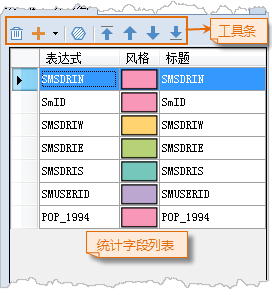 工具条
表达式 风格 标题
SMSDRIN SMSDRIN
SmID SmID
SMSDRIW SMSDRIW
SMSDRIE SMSDRIE
SMSDRIS SMSDRIS
SMUSERID SMUSERID
POP_1994 POP_1994
统计字段列表